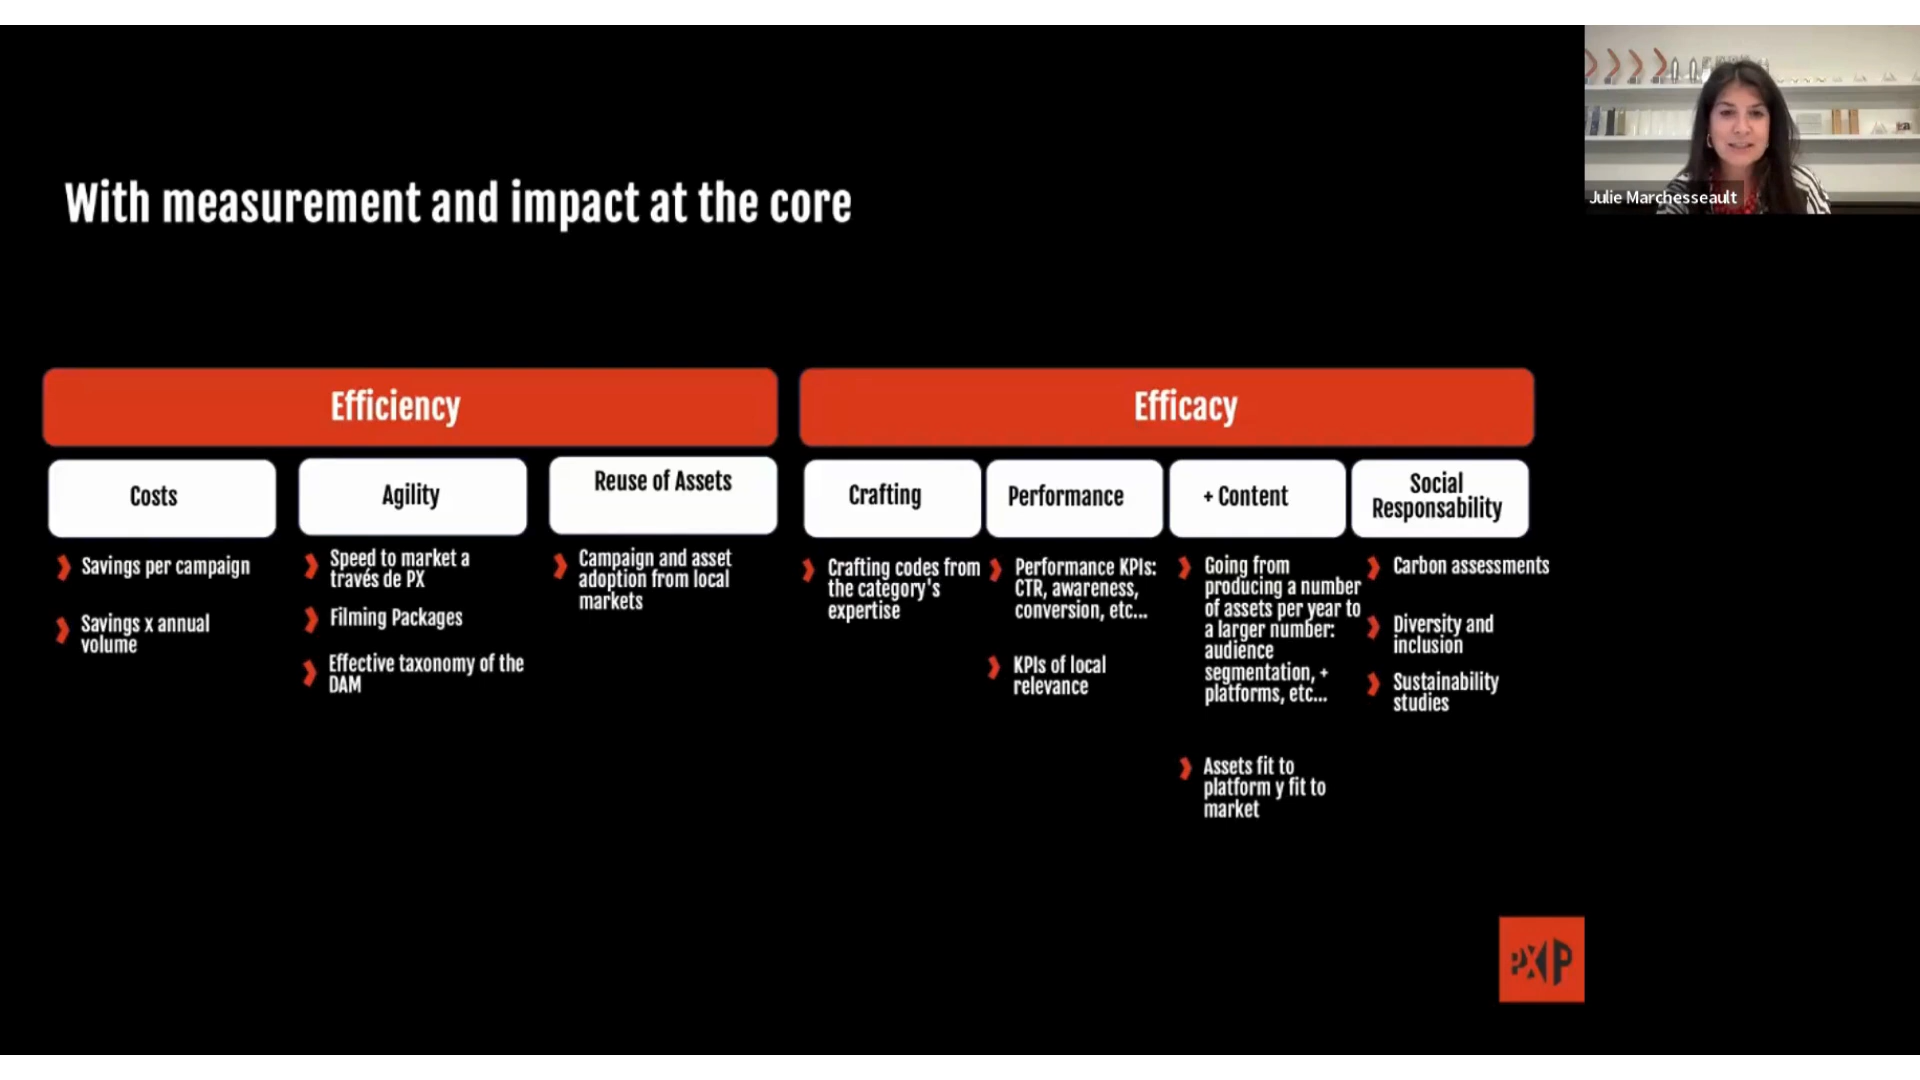 Julie Marchesseault
With measurement and impact at the core
Efficiency
Costs
Savings per campaign
Savings x annual
volume
Agility
Speed to market a
través de PX
Filming Packages
Effective taxonomy of the
DAM
Reuse of Assets
Campaign and asset
adoption from local
markets
Efficacy
Crafting
Crafting codes from
the category's
expertise
Performance
Performance KPIs:
CTR, awareness,
conversion, etc...
KPIs of local
relevance
+ Content
Going from
producing a number
of assets per year to
a larger number:
audience
segmentation, +
platforms, etc...
Assets fit to
platform y fit to
market
Social
Responsability
Carbon assessments
Diversity and
inclusion
Sustainability
studies
PX P